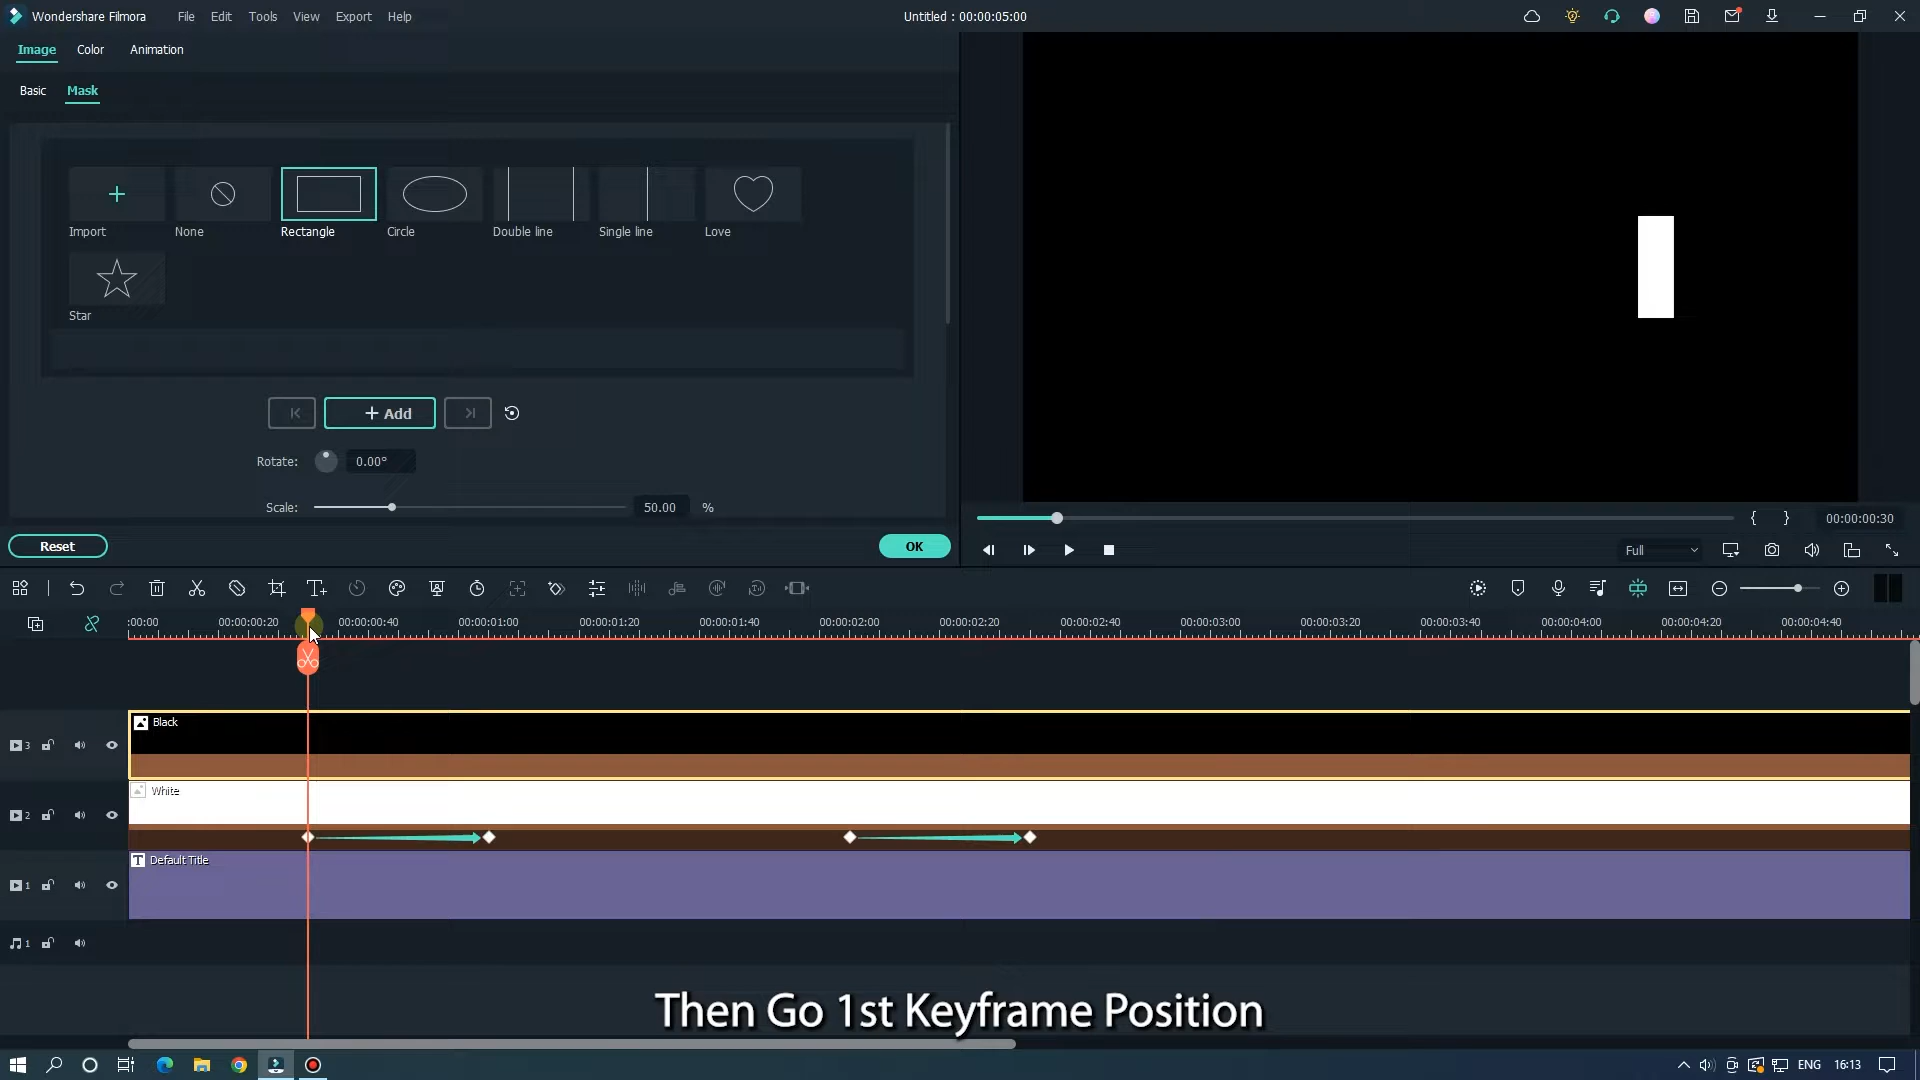 Wondershare Filmora File Edit Tools View Export Help Untitled : 00:00:05:00
Image Color Animation
Basic Mask
Import None Rectangle Circle Double line Single line Love
Star
+ Add
Rotate: 0.00°
Scale: 50.00 %
Reset OK
{ } 00:00:00:30
Full
:00:00 00:00:00:20 00:00:00:40 00:00:01:00 00:00:01:20 00:00:01:40 00:00:02:00 00:00:02:20 00:00:02:40 00:00:03:00 00:00:03:20 00:00:03:40 00:00:04:00 00:00:04:20 00:00:04:40
Black
3
White
2
T Default Title
1
1
Then Go 1st Keyframe Position
ENG 16:13